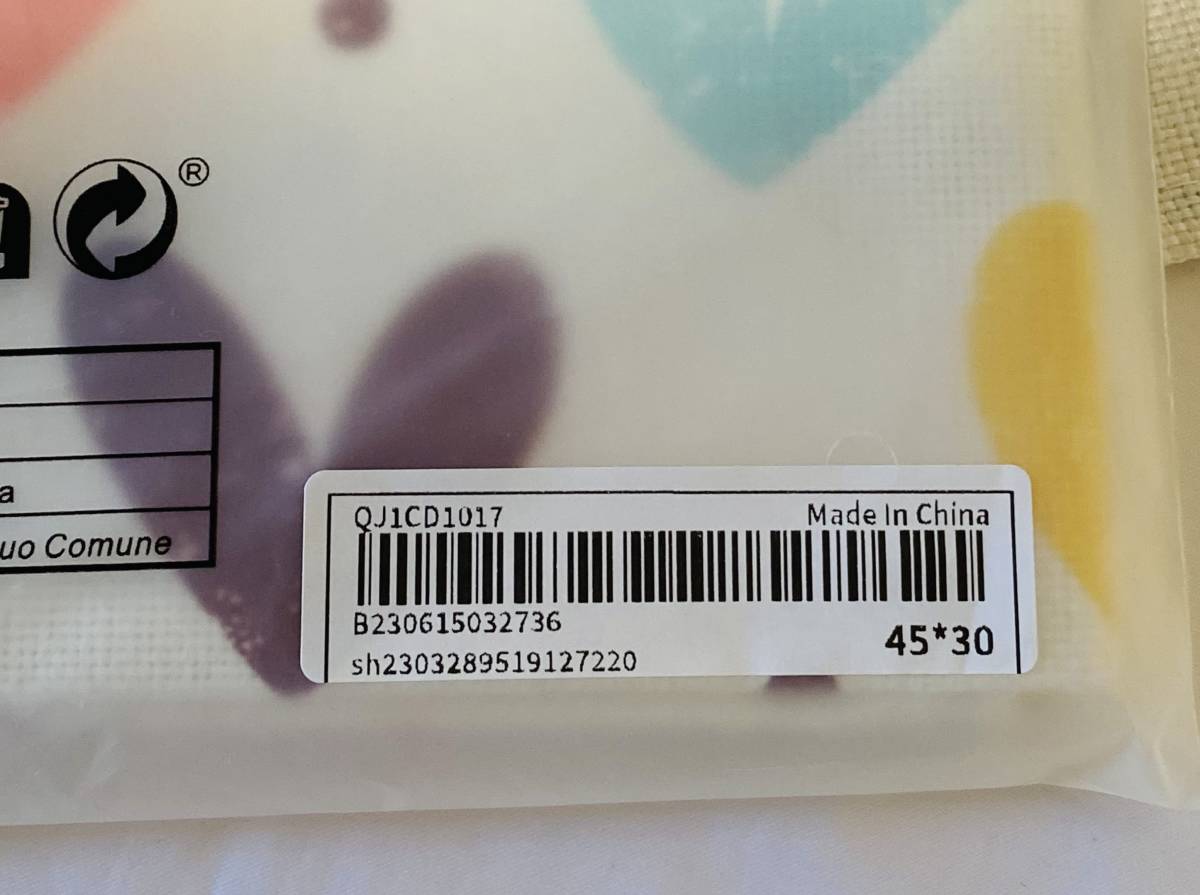 ®
a
uo Comune
QJ1CD1017
Made In China
B230615032736
sh2303289519127220
45*30